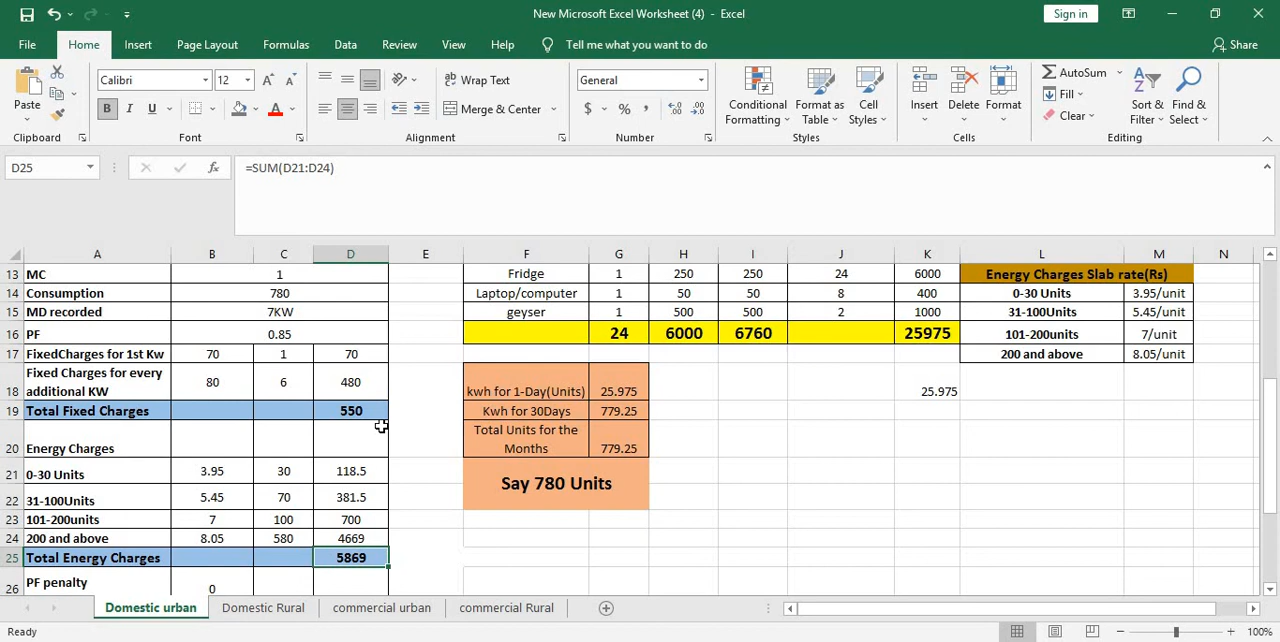 New Microsoft Excel Worksheet (4) - Excel
Sign in
File Home Insert Page Layout Formulas Data Review View Help Tell me what you want to do Share
Paste
Calibri 12
B I U A
Wrap Text
Merge & Center
General
$ % ,
Conditional Formatting
Format as Table
Cell Styles
Insert Delete Format
AutoSum
Fill
Clear
Sort & Filter
Find & Select
Clipboard Font Alignment Number Styles Cells Editing
D25 fx =SUM(D21:D24)
A B C D E F G H I J K L M N
13 MC 1 Fridge 1 250 250 24 6000 Energy Charges Slab rate(Rs)
14 Consumption 780 Laptop/computer 1 50 50 8 400 0-30 Units 3.95/unit
15 MD recorded 7KW geyser 1 500 500 2 1000 31-100Units 5.45/unit
16 PF 0.85 24 6000 6760 25975 101-200units 7/unit
17 FixedCharges for 1st Kw 70 1 70 200 and above 8.05/unit
18 Fixed Charges for every additional KW 80 6 480 kwh for 1-Day(Units) 25.975 25.975
19 Total Fixed Charges 550 Kwh for 30Days 779.25
20 Energy Charges Total Units for the Months 779.25
21 0-30 Units 3.95 30 118.5 Say 780 Units
22 31-100Units 5.45 70 381.5
23 101-200units 7 100 700
24 200 and above 8.05 580 4669
25 Total Energy Charges 5869
26 PF penalty 0
Domestic urban Domestic Rural commercial urban commercial Rural
Ready 100%